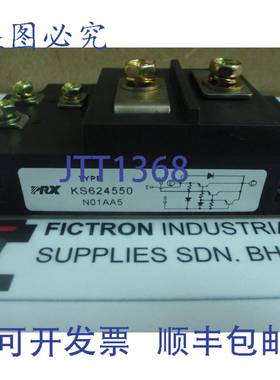 盗图必究
JTT1368
TYPE
PRX KS624550
N01AA5
FICTRON INDUSTRIAL
SUPPLIES SDN. BH
可开发票 顺丰包邮